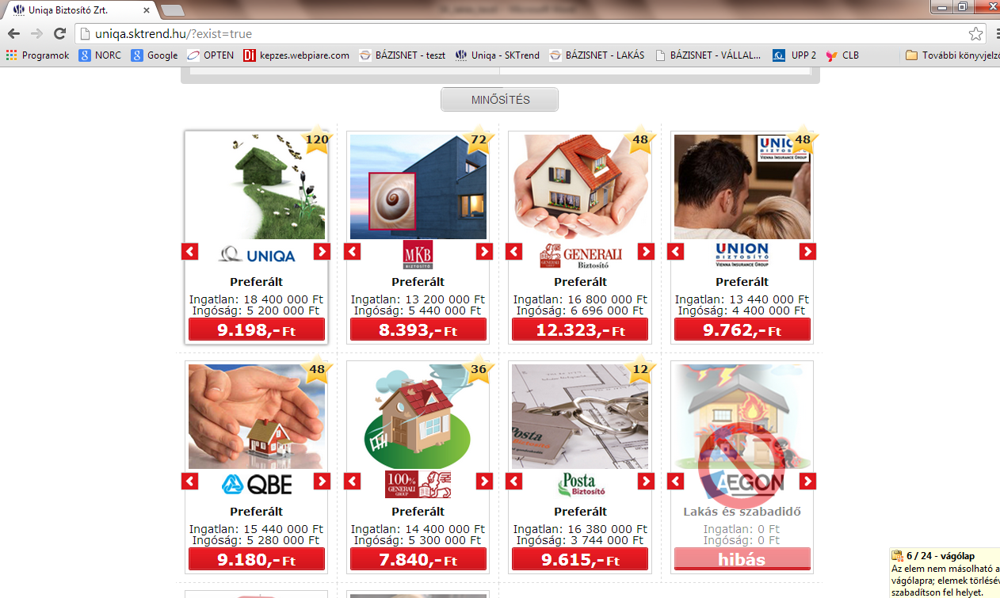 Uniqa Biztosító Zrt.
uniqa.sktrend.hu/?exist=true
Programok NORC Google OPTEN kepzes.webpiare.com BÁZISNET - teszt Uniqa - SKTrend BÁZISNET - LAKÁS BÁZISNET - VÁLLAL... UPP 2 CLB További könyvjelző
MINŐSÍTÉS
120 72 48 48
UNIQA MKB BIZTOSÍTÓ GENERALI Biztosító UNION BIZTOSÍTÓ VIENNA INSURANCE GROUP
Preferált Preferált Preferált Preferált
Ingatlan: 18 400 000 Ft Ingatlan: 13 200 000 Ft Ingatlan: 16 800 000 Ft Ingatlan: 13 440 000 Ft
Ingóság: 5 200 000 Ft Ingóság: 5 440 000 Ft Ingóság: 6 696 000 Ft Ingóság: 4 400 000 Ft
9.198,- Ft 8.393,- Ft 12.323,- Ft 9.762,- Ft
48 36 12
Posta Biztosító
QBE 100% GENERALI GROUP Posta Biztosító AEGON
Preferált Preferált Preferált Lakás és szabadidő
Ingatlan: 15 440 000 Ft Ingatlan: 14 400 000 Ft Ingatlan: 16 380 000 Ft Ingatlan: 0 Ft
Ingóság: 5 280 000 Ft Ingóság: 5 300 000 Ft Ingóság: 3 744 000 Ft Ingóság: 0 Ft
9.180,- Ft 7.840,- Ft 9.615,- Ft hibás
6 / 24 - vágólap
Az elem nem másolható a
vágólapra; elemek törlésév
szabadítson fel helyet.